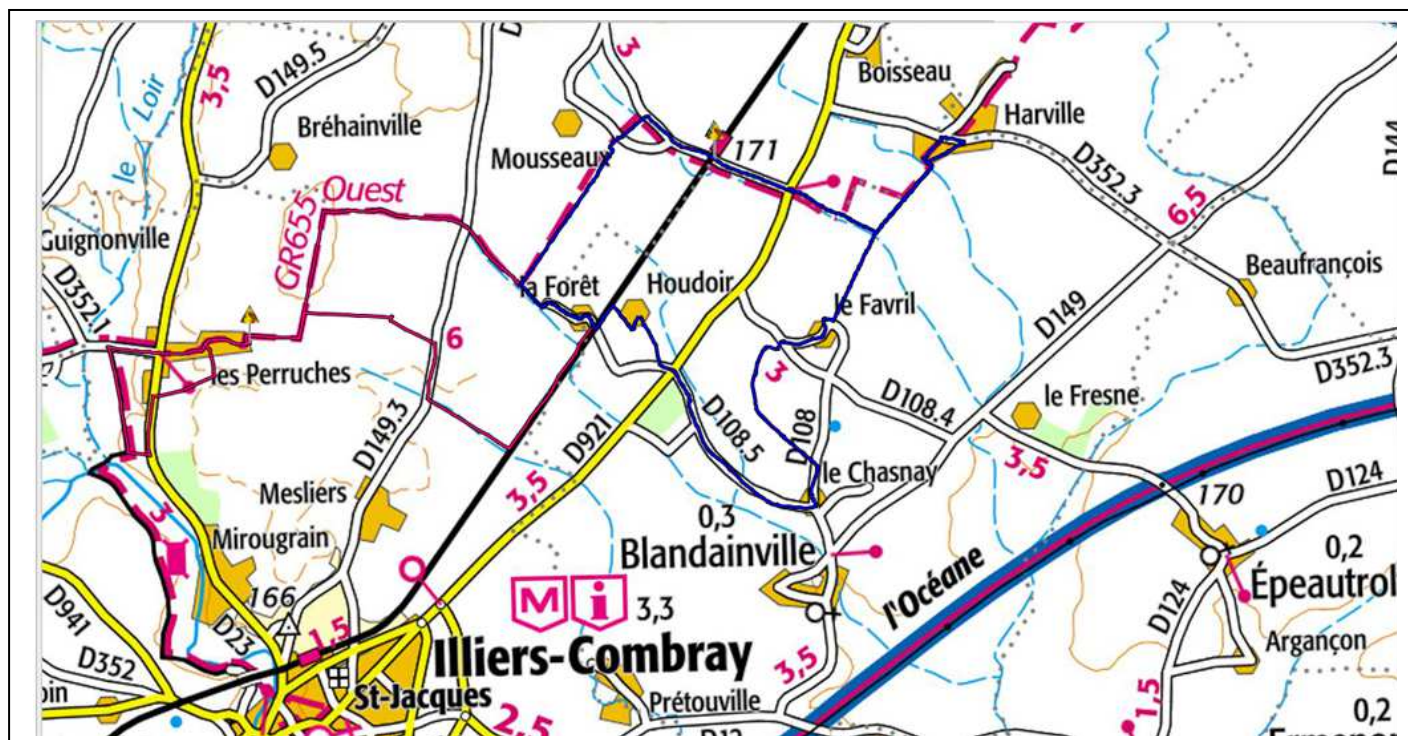 3,5
D149.5
3
Boisseau
le Loir
Bréhainville
Harville
Mousseaux
171
D352.3
D144
GR655 Ouest
6,5
Guignonville
Beaufrançois
la Forêt
Houdoir
D352.1
le Favril
D149
6
les Perruches
3
D352.3
D108.4
le Fresne
D149.3
D921
D108.5
D108
3,5
3,5
le Chasnay
170
D124
Mesliers
0,3
3
Mirougrain
Blandainville
l'Océane
0,2
Épeautrol
166
M i 3,3
D124
D941
D23
1,5
Argançon
D352
Illiers-Combray
3,5
oin
St-Jacques
Prétouville
1,5
2,5
0,2
D12